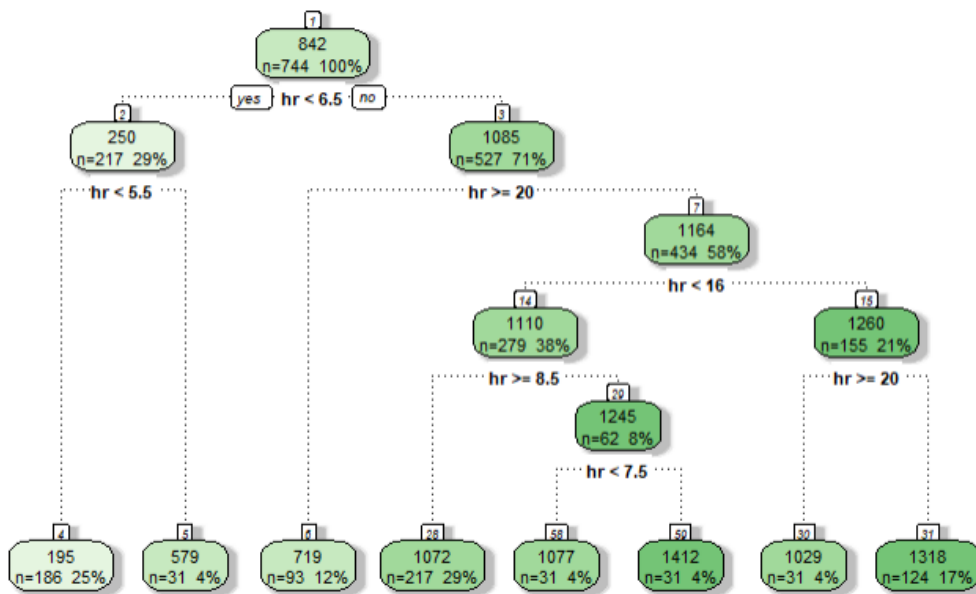 1
842
n=744 100%
yes hr < 6.5 no
2
250
n=217 29%
3
1085
n=527 71%
hr < 5.5
hr >= 20
7
1164
n=434 58%
hr < 16
14
1110
n=279 38%
15
1260
n=155 21%
hr >= 8.5
hr >= 20
29
1245
n=62 8%
hr < 7.5
4
195
n=186 25%
5
579
n=31 4%
6
719
n=93 12%
28
1072
n=217 29%
58
1077
n=31 4%
59
1412
n=31 4%
30
1029
n=31 4%
31
1318
n=124 17%